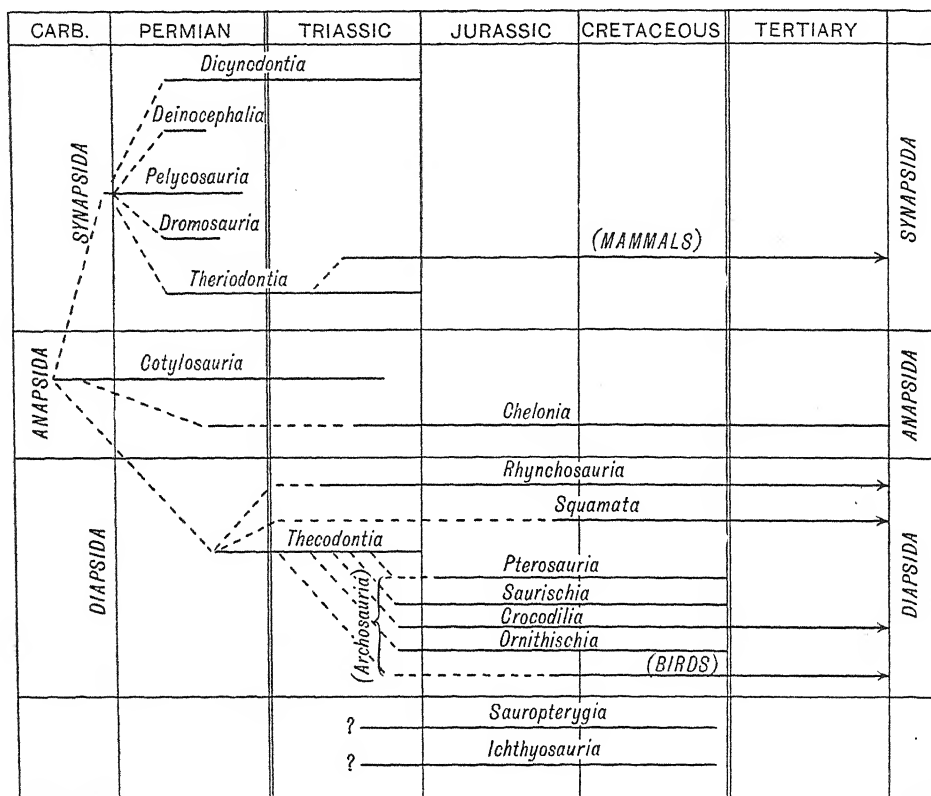 CARB. PERMIAN TRIASSIC JURASSIC CRETACEOUS TERTIARY
Dicynodontia
Deinocephalia
SYNAPSIDA
Pelycosauria
SYNAPSIDA
Dromosauria
(MAMMALS)
Theriodontia
ANAPSIDA
Cotylosauria
Chelonia
ANAPSIDA
Rhynchosauria
Squamata
Thecodontia
DIAPSIDA
Pterosauria
DIAPSIDA
Saurischia
(Archosauria)
Crocodilia
Ornithischia
(BIRDS)
Sauropterygia
?
Ichthyosauria
?